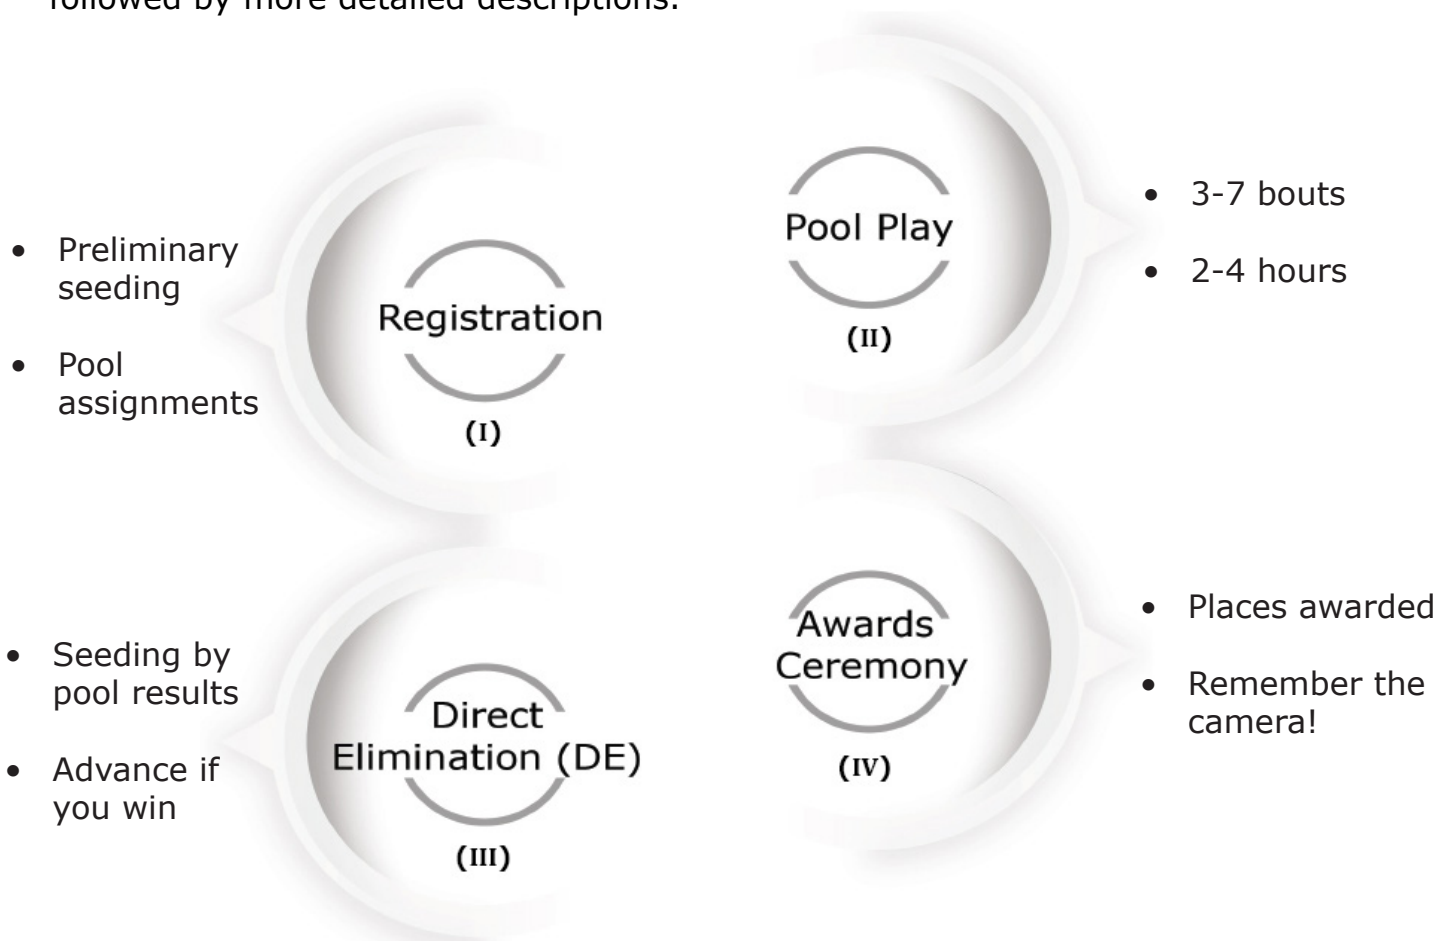 followed by more detailed descriptions.
• Preliminary
seeding
• Pool
assignments
Registration
(I)
Pool Play
(II)
• 3-7 bouts
• 2-4 hours
• Seeding by
pool results
• Advance if
you win
Direct
Elimination (DE)
(III)
Awards
Ceremony
(IV)
• Places awarded
• Remember the
camera!